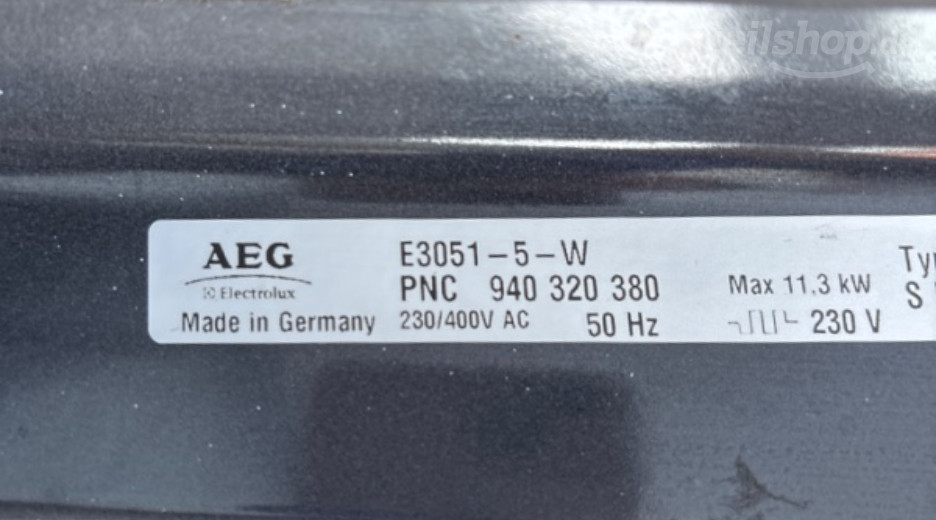 AEG
Electrolux
Made in Germany
E3051-5-W
PNC 940 320 380
230/400V AC 50 Hz
Max 11,3 kW
230 V
Ty
S